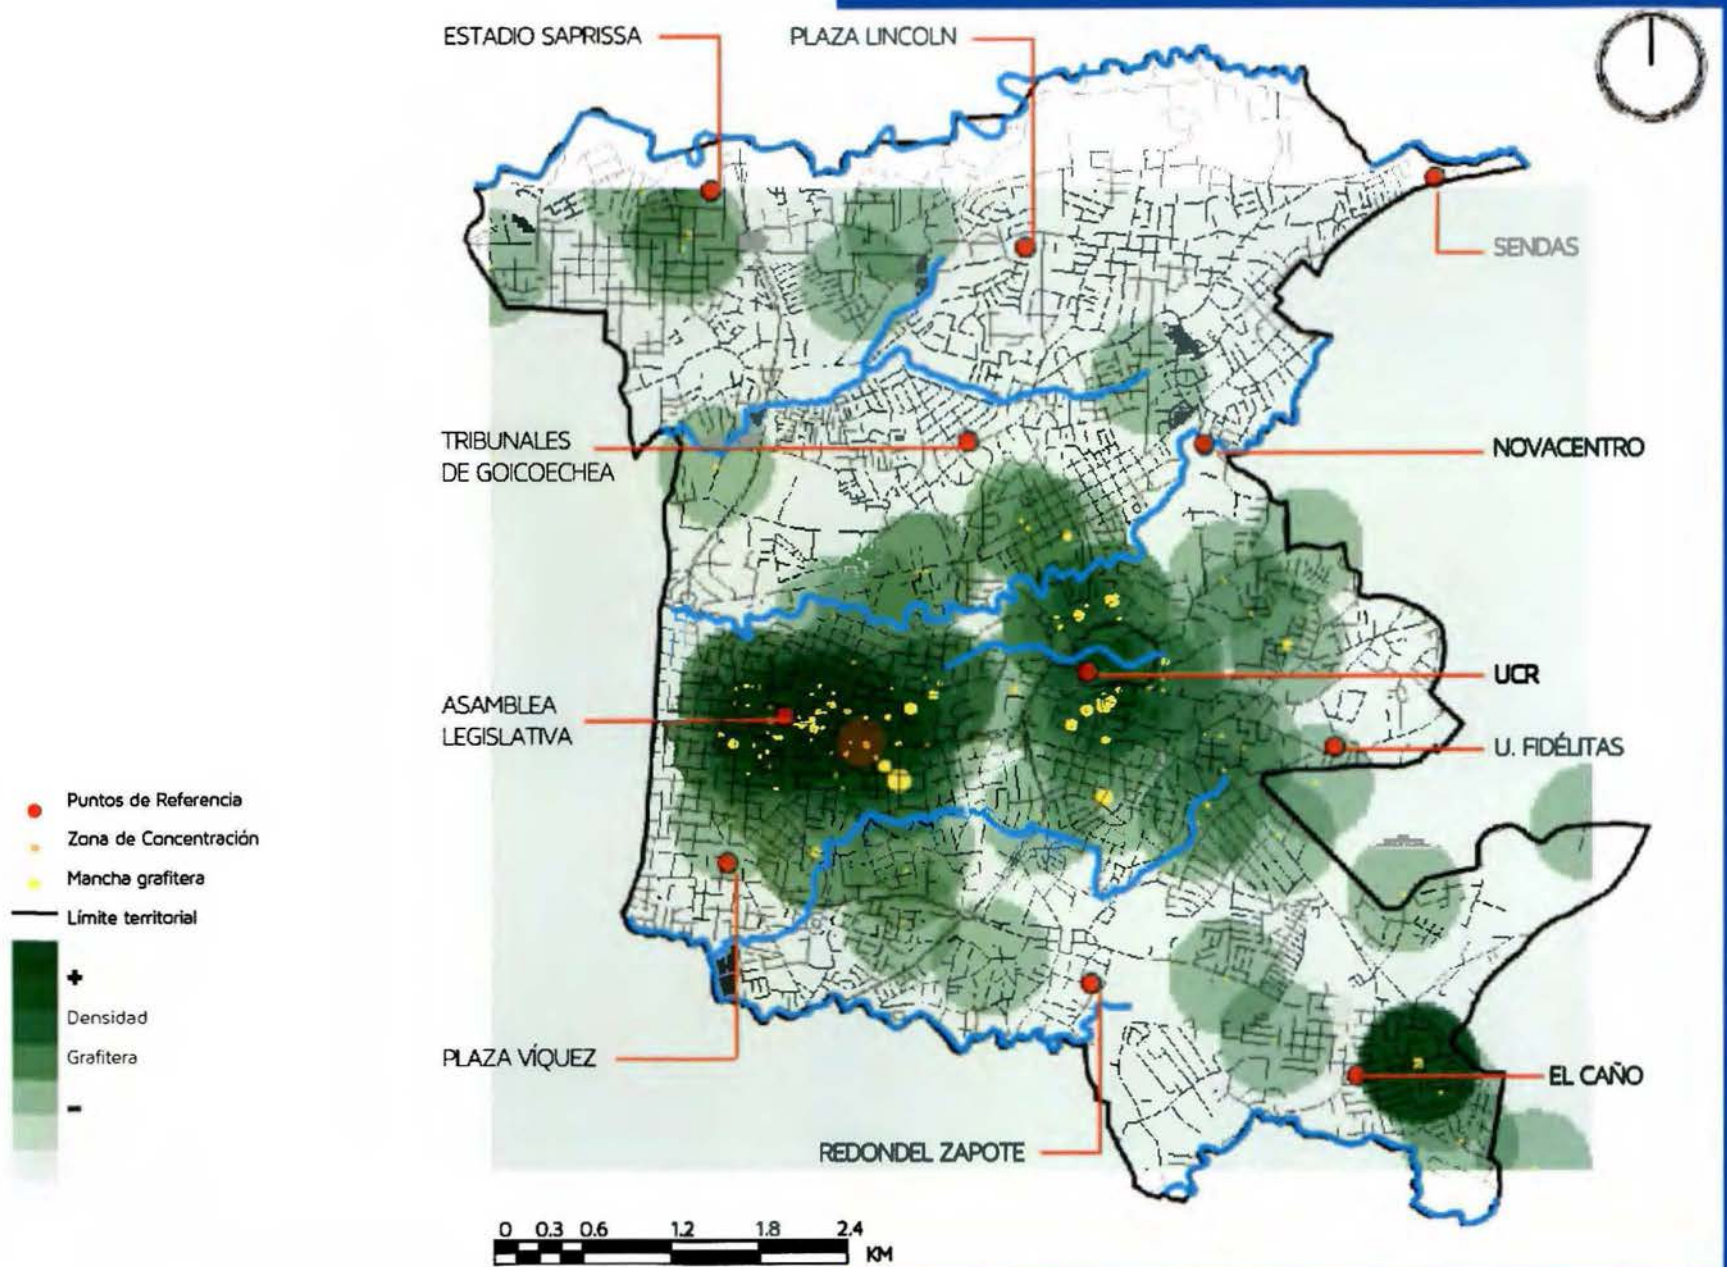 ESTADIO SAPRISSA
PLAZA LINCOLN
SENDAS
TRIBUNALES
DE GOICOECHEA
NOVACENTRO
ASAMBLEA
LEGISLATIVA
UCR
U. FIDÉLITAS
Puntos de Referencia
Zona de Concentración
Mancha grafitera
Límite territorial
+
Densidad
Grafitera
-
PLAZA VÍQUEZ
EL CAÑO
REDONDEL ZAPOTE
0 0.3 0.6 1.2 1.8 2.4
KM